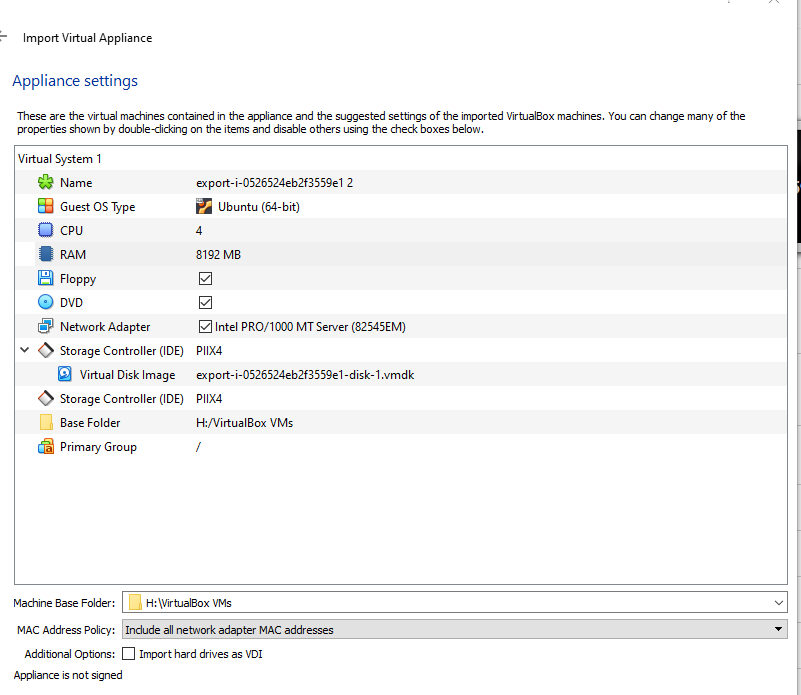 Import Virtual Appliance
Appliance settings
These are the virtual machines contained in the appliance and the suggested settings of the imported VirtualBox machines. You can change many of the
properties shown by double-clicking on the items and disable others using the check boxes below.
Virtual System 1
Name export-i-0526524eb2f3559e1 2
Guest OS Type Ubuntu (64-bit)
CPU 4
RAM 8192 MB
Floppy
DVD
Network Adapter Intel PRO/1000 MT Server (82545EM)
Storage Controller (IDE) PIIX4
Virtual Disk Image export-i-0526524eb2f3559e1-disk-1.vmdk
Storage Controller (IDE) PIIX4
Base Folder H:/VirtualBox VMs
Primary Group /
Machine Base Folder: H:\VirtualBox VMs
MAC Address Policy: Include all network adapter MAC addresses
Additional Options: Import hard drives as VDI
Appliance is not signed